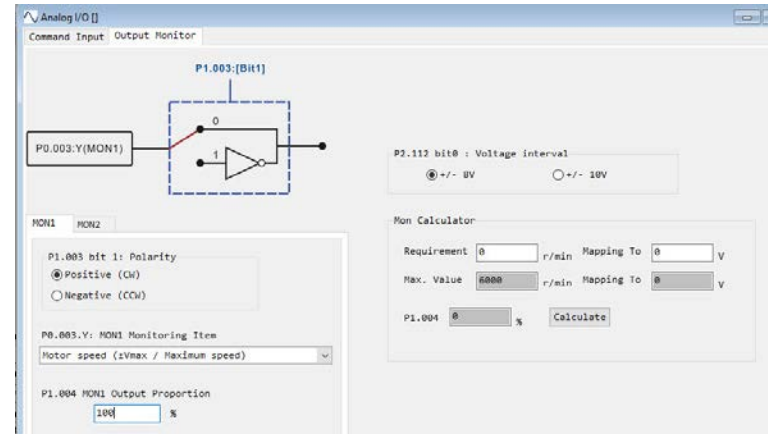 Analog I/O []
Command Input Output Monitor
P1.003:[Bit1]
0
P0.003:Y(MON1)
1
P2.112 bit0 : Voltage interval
+/- 8V +/- 10V
MON1 MON2
P1.003 bit 1: Polarity
Positive (CW)
Negative (CCW)
P0.003.Y: MON1 Monitoring Item
Motor speed (±Vmax / Maximum speed)
P1.004 MON1 Output Proportion
100 %
Mon Calculator
Requirement 0 r/min Mapping To 0 V
Max. Value 6000 r/min Mapping To 0 V
P1.004 0 % Calculate